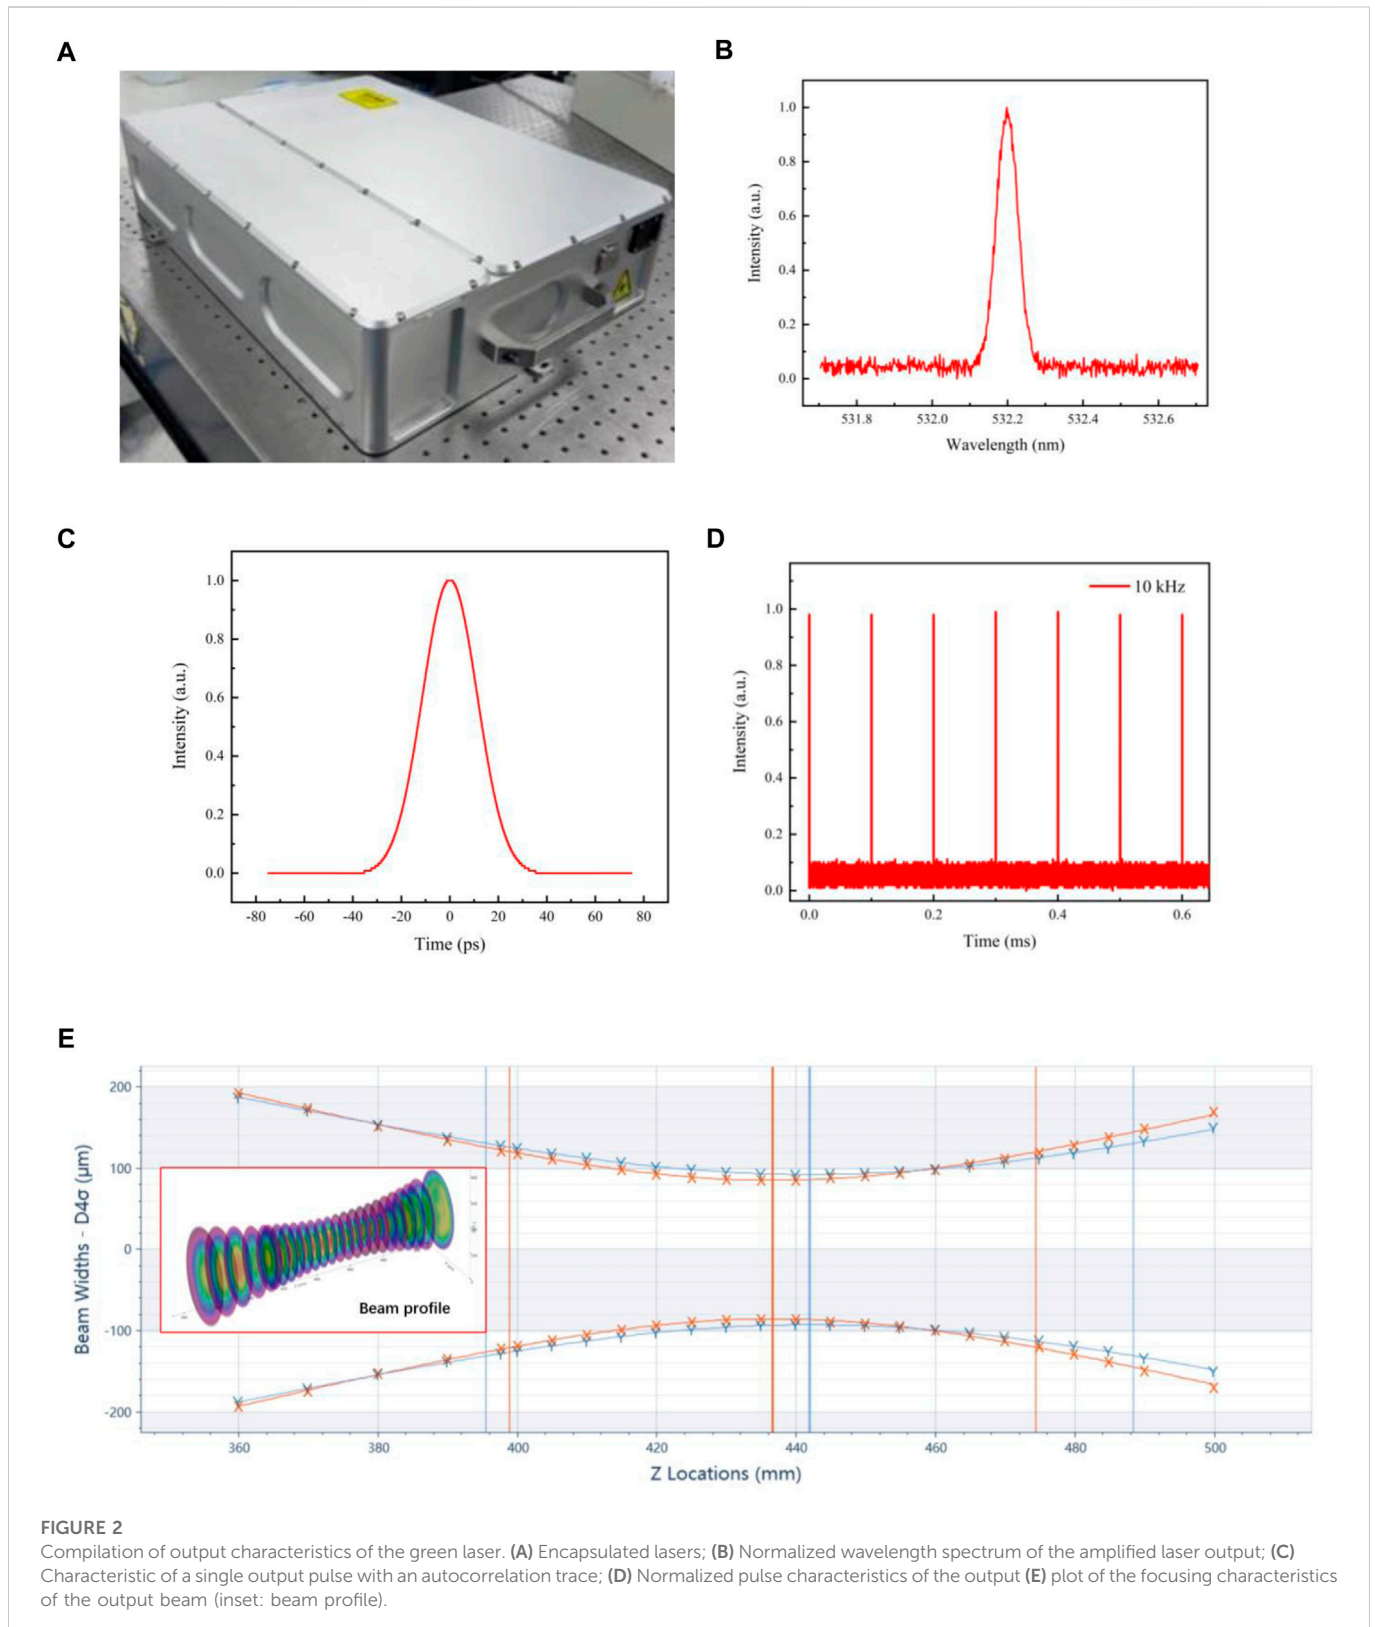 A
B
1.0
0.8
0.6
0.4
0.2
0.0
Intensity (a.u.)
531.8 532.0 532.2 532.4 532.6
Wavelength (nm)
C
1.0
0.8
0.6
0.4
0.2
0.0
Intensity (a.u.)
-80 -60 -40 -20 0 20 40 60 80
Time (ps)
D
10 kHz
1.0
0.8
0.6
0.4
0.2
0.0
Intensity (a.u.)
0.0 0.2 0.4 0.6
Time (ms)
E
200
100
0
-100
-200
Beam Widths - D4σ (µm)
Beam profile
360 380 400 420 440 460 480 500
Z Locations (mm)
FIGURE 2
Compilation of output characteristics of the green laser. (A) Encapsulated lasers; (B) Normalized wavelength spectrum of the amplified laser output; (C)
Characteristic of a single output pulse with an autocorrelation trace; (D) Normalized pulse characteristics of the output (E) plot of the focusing characteristics
of the output beam (inset: beam profile).